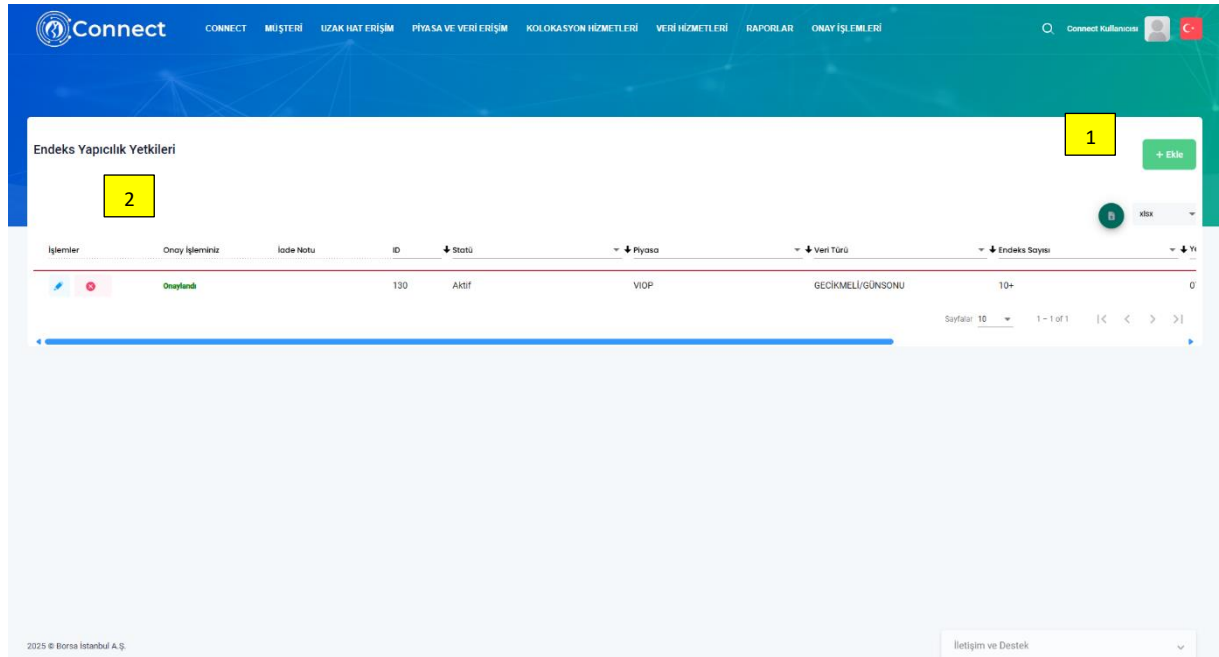 Connect CONNECT MÜŞTERİ UZAK HAT ERİŞİM PİYASA VE VERİ ERİŞİM KOLOKASYON HİZMETLERİ VERİ HİZMETLERİ RAPORLAR ONAY İŞLEMLERİ Connect Kullanıcısı
1
Endeks Yapıcılık Yetkileri
+ Ekle
2
xlsx
İşlemler Onay İşleminiz İade Notu ID Statü Piyasa Veri Türü Endeks Sayısı
Onaylandı 130 Aktif VIOP GECİKMELİ/GÜNSONU 10+
Sayfalar 10 1 – 1 of 1
2025 © Borsa İstanbul A.Ş.
İletişim ve Destek